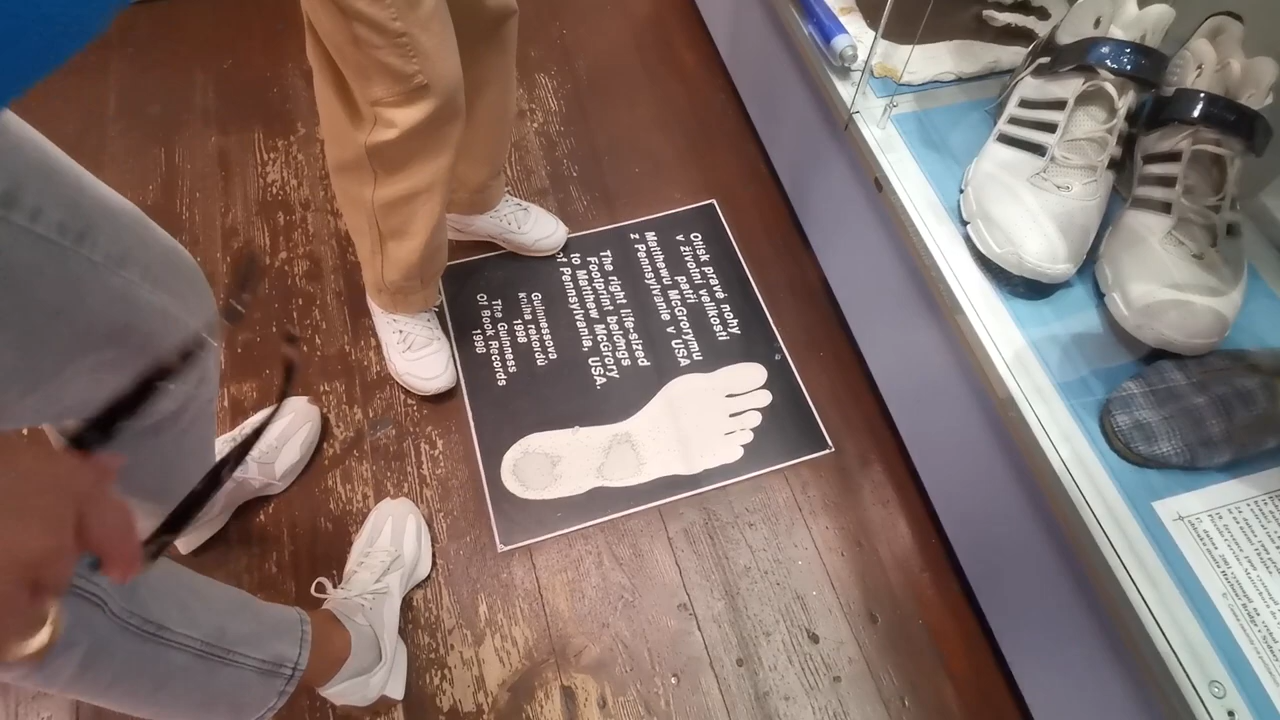 Otisk pravé nohy
v životní velikosti
patří
Matthewu McGrorymu
z Pennsylvanie v USA
The right life-sized
Footprint belongs
to Matthew McGrory
of Pennsylvania, USA.
Guinnessova
kniha rekordů
1998
The Guinness
Of Book Records
1998